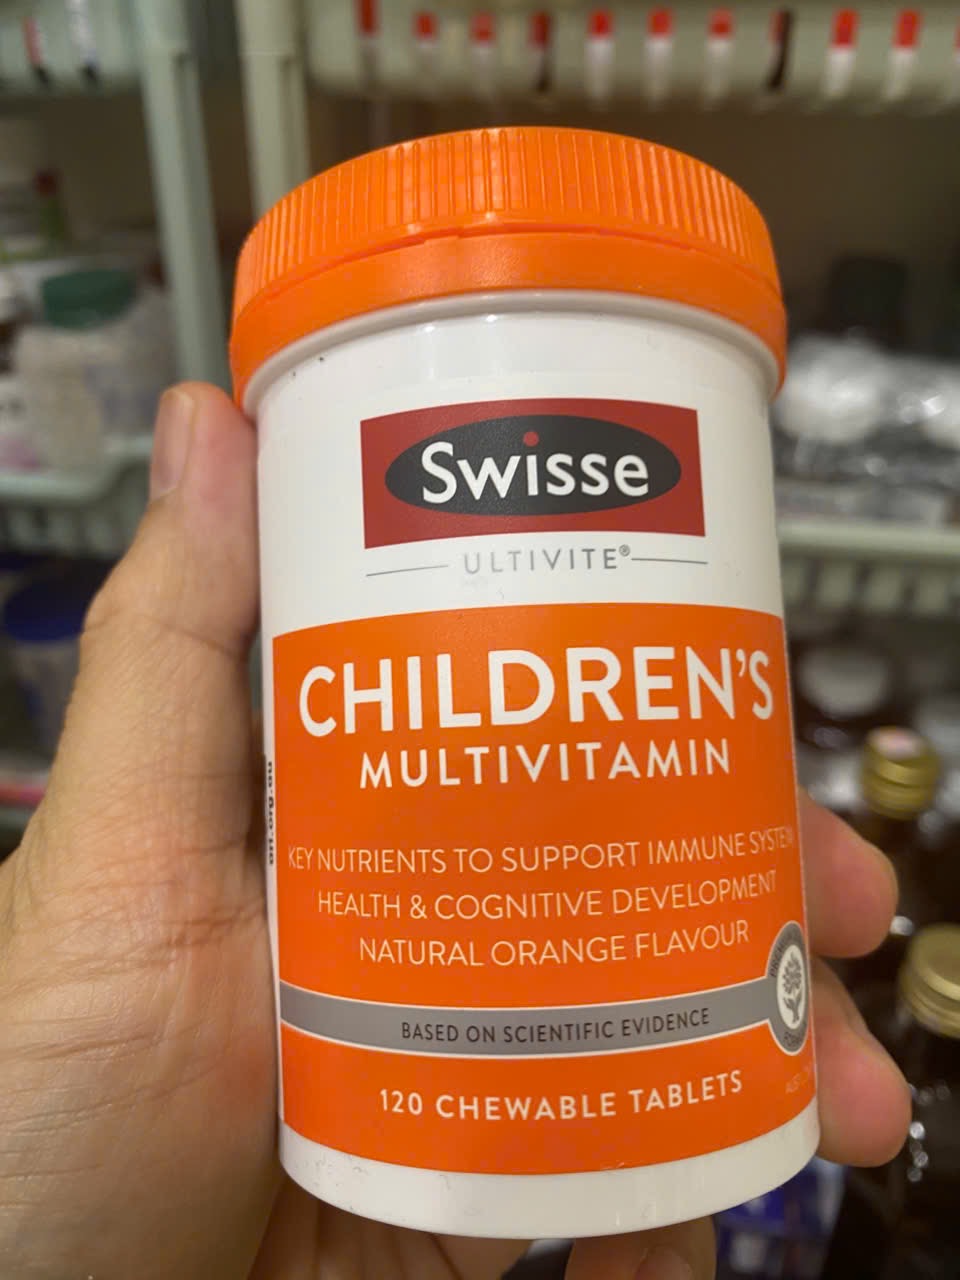 Swisse
ULTIVITE®
CHILDREN'S
MULTIVITAMIN
KEY NUTRIENTS TO SUPPORT IMMUNE SYSTEM
HEALTH & COGNITIVE DEVELOPMENT
NATURAL ORANGE FLAVOUR
BASED ON SCIENTIFIC EVIDENCE
120 CHEWABLE TABLETS